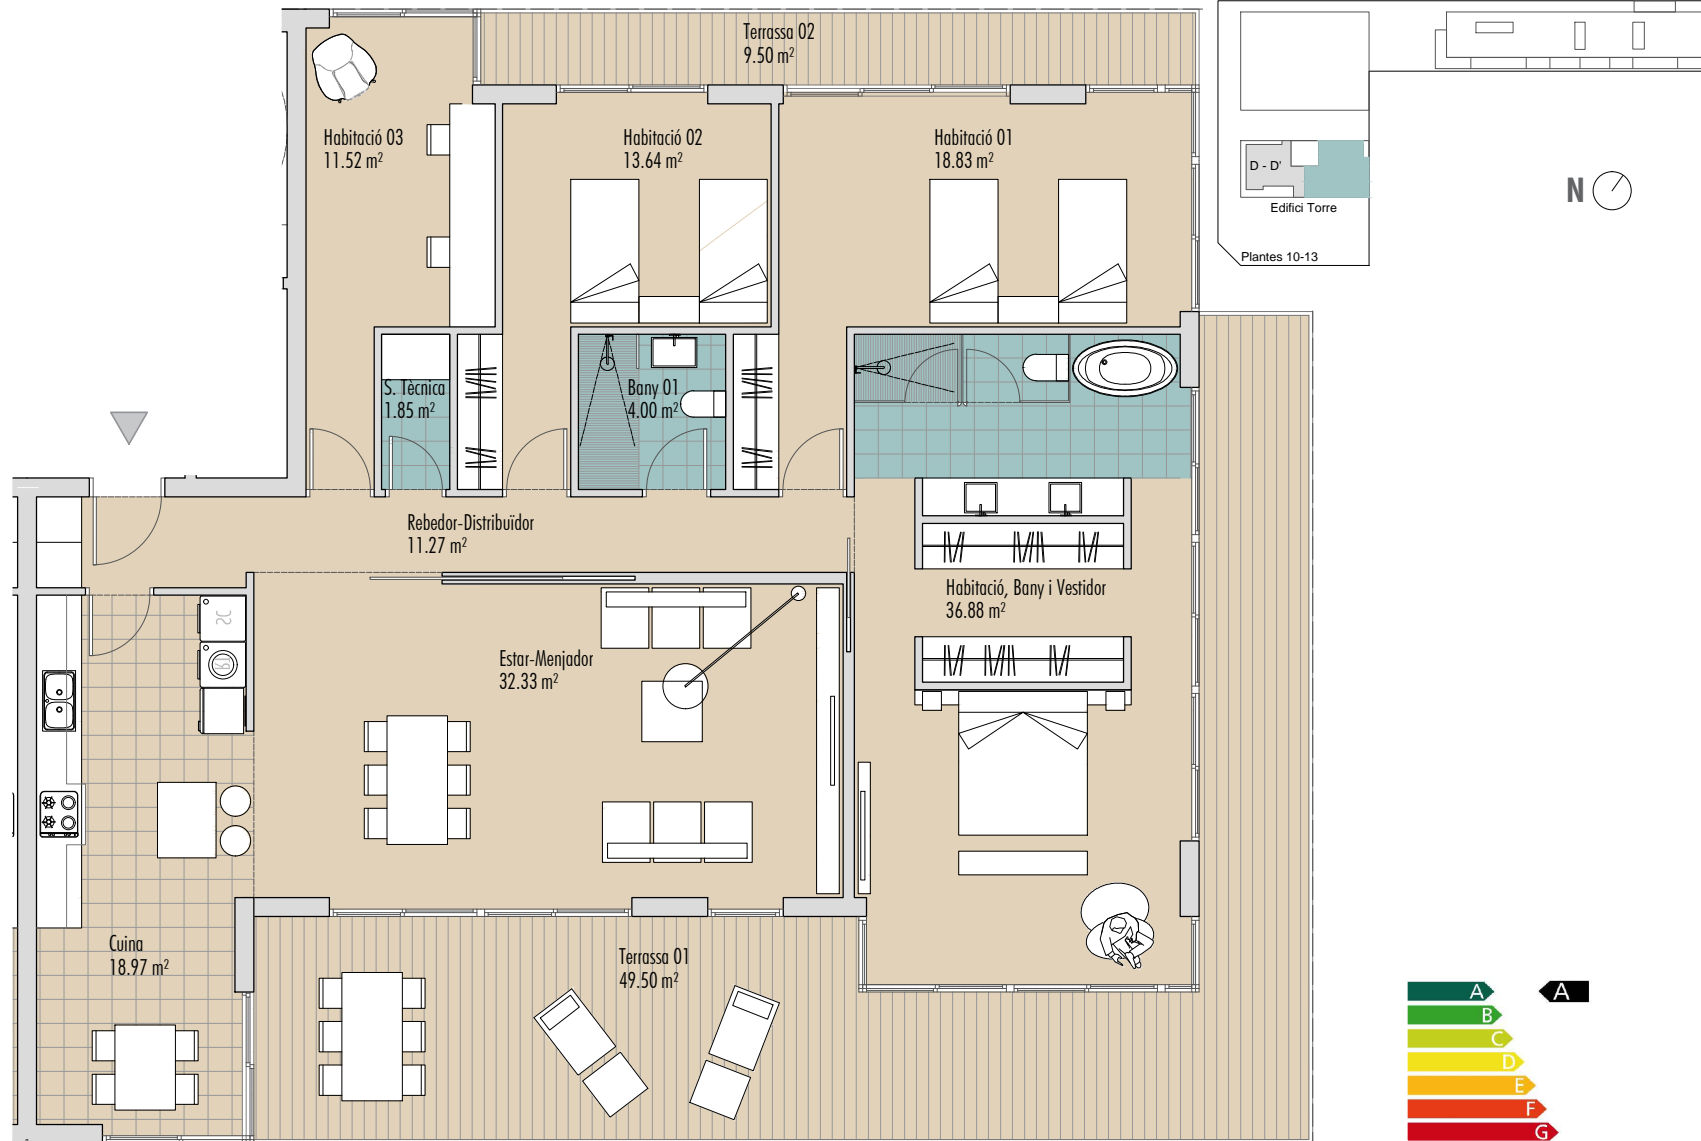 Terrassa 02
9.50 m²
Habitació 03
11.52 m²
Habitació 02
13.64 m²
Habitació 01
18.83 m²
D - D'
Edifici Torre
Plantes 10-13
N
S. Tècnica
1.85 m²
Bany 01
4.00 m²
Rebedor-Distribuïdor
11.27 m²
Habitació, Bany i Vestidor
36.88 m²
Estar-Menjador
32.33 m²
Cuina
18.97 m²
Terrassa 01
49.50 m²
A
A
B
C
D
E
F
G